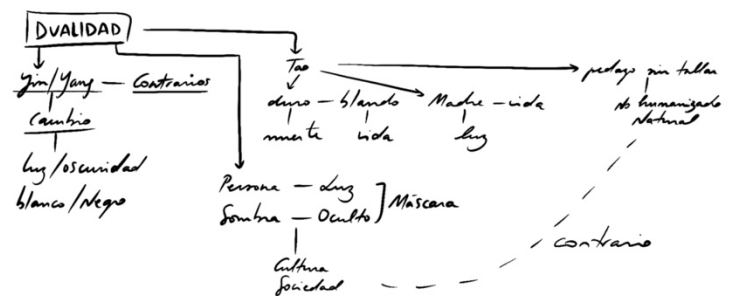 DUALIDAD
Yin/Yang — Contrarios
Cambio
luz/oscuridad
blanco/Negro
Tao
duro — blando
muerte vida
Madre — vida
luz
pedazo sin tallar
No humanizado
Natural
Persona — Luz
Sombra — Oculto
Máscara
Cultura
Sociedad
contrario